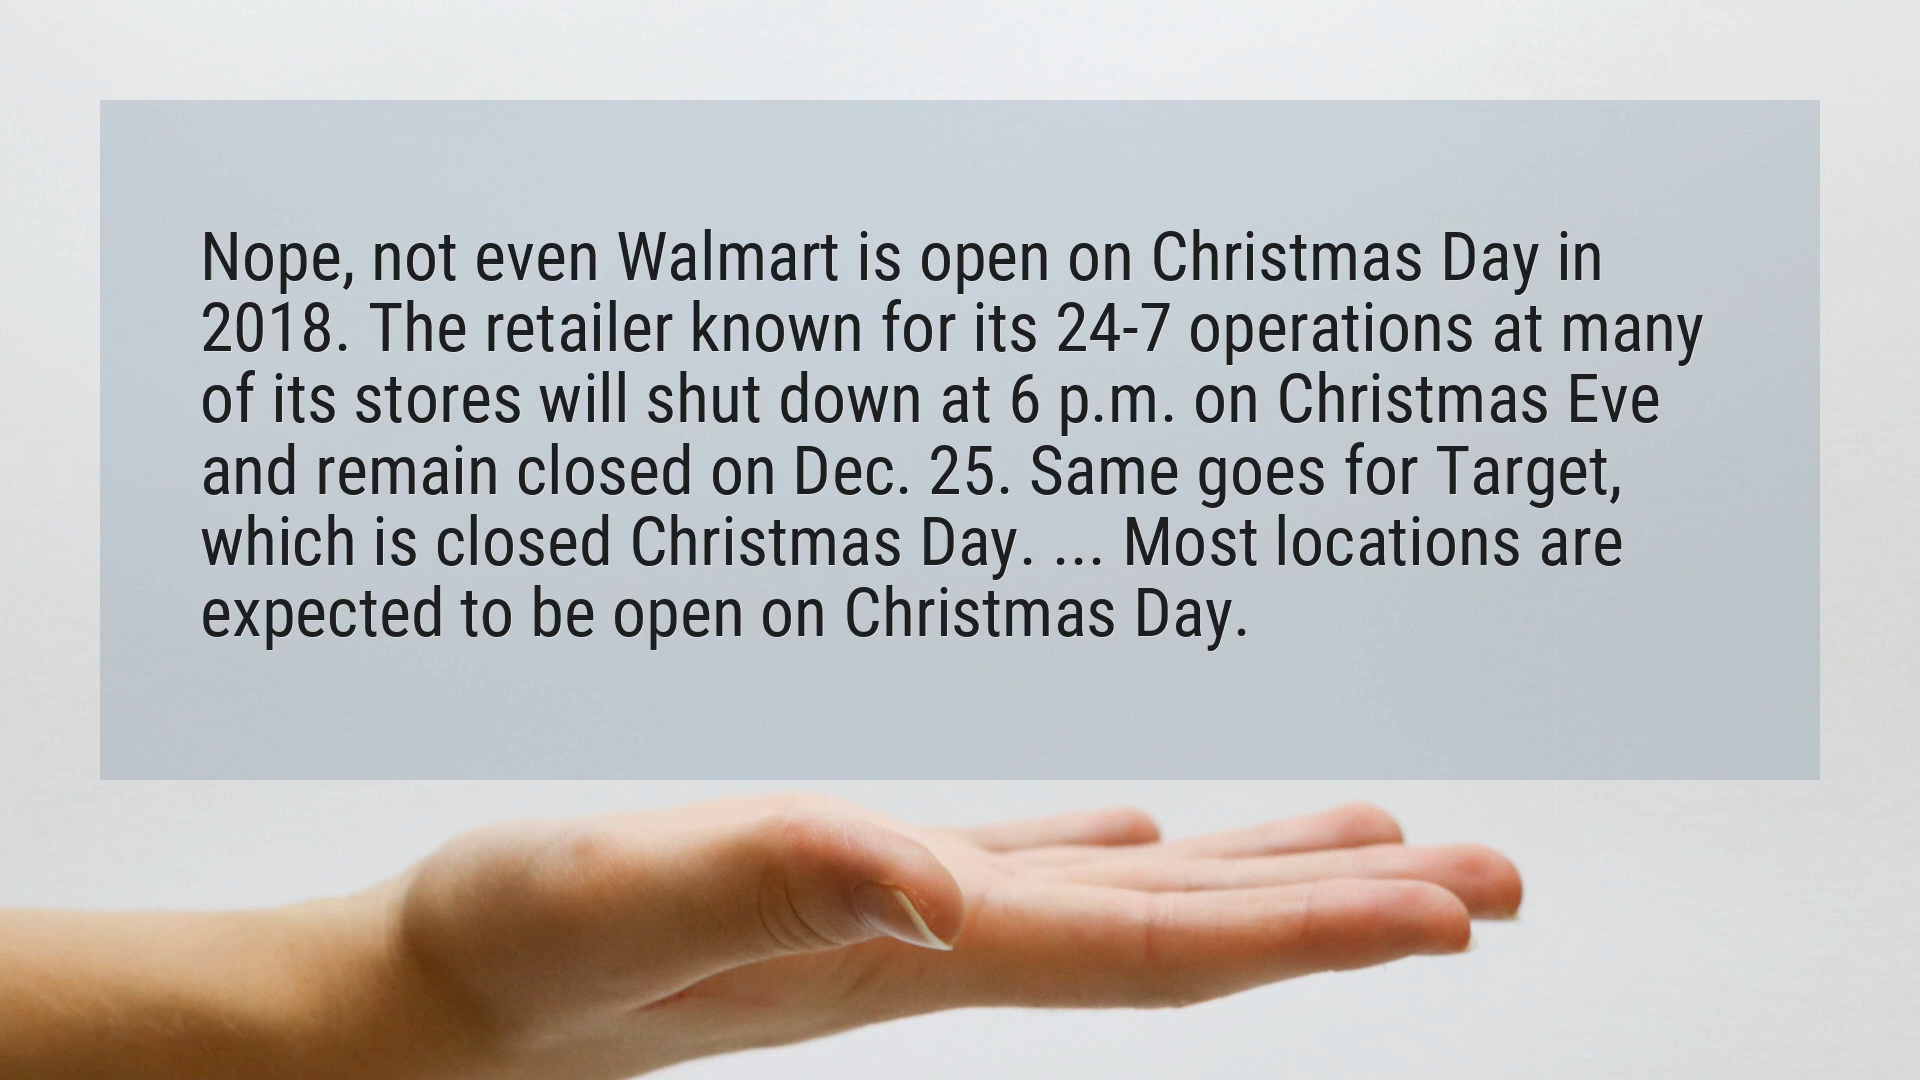 Nope, not even Walmart is open on Christmas Day in
2018. The retailer known for its 24-7 operations at many
of its stores will shut down at 6 p.m. on Christmas Eve
and remain closed on Dec. 25. Same goes for Target,
which is closed Christmas Day. ... Most locations are
expected to be open on Christmas Day.